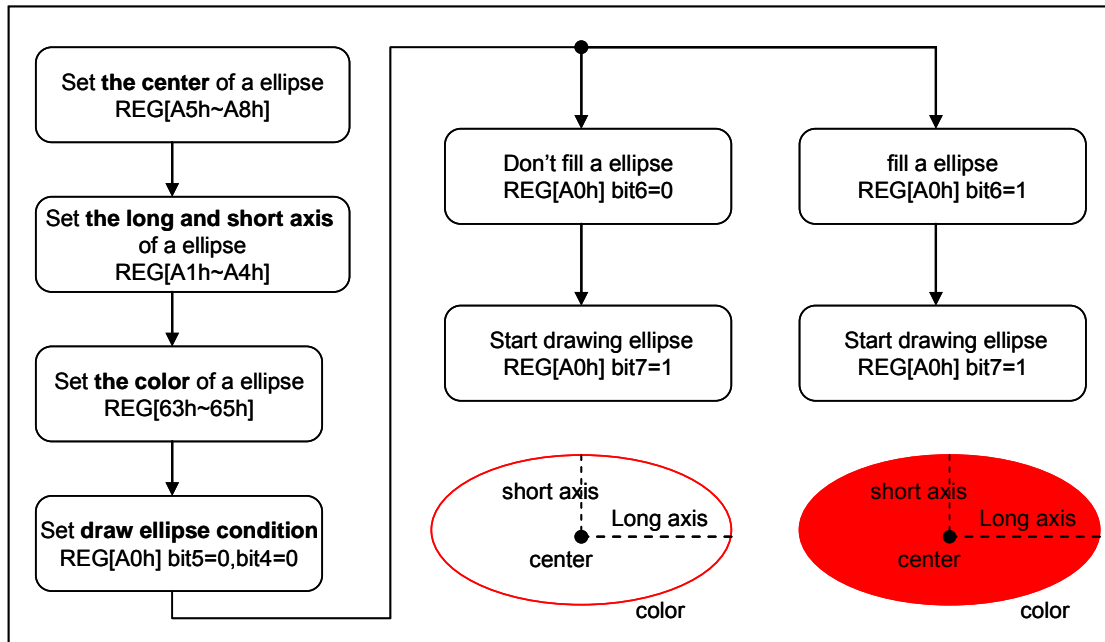 Set the center of a ellipse
REG[A5h~A8h]
Set the long and short axis
of a ellipse
REG[A1h~A4h]
Set the color of a ellipse
REG[63h~65h]
Set draw ellipse condition
REG[A0h] bit5=0,bit4=0
Don't fill a ellipse
REG[A0h] bit6=0
Start drawing ellipse
REG[A0h] bit7=1
short axis
Long axis
center
color
fill a ellipse
REG[A0h] bit6=1
Start drawing ellipse
REG[A0h] bit7=1
short axis
Long axis
center
color